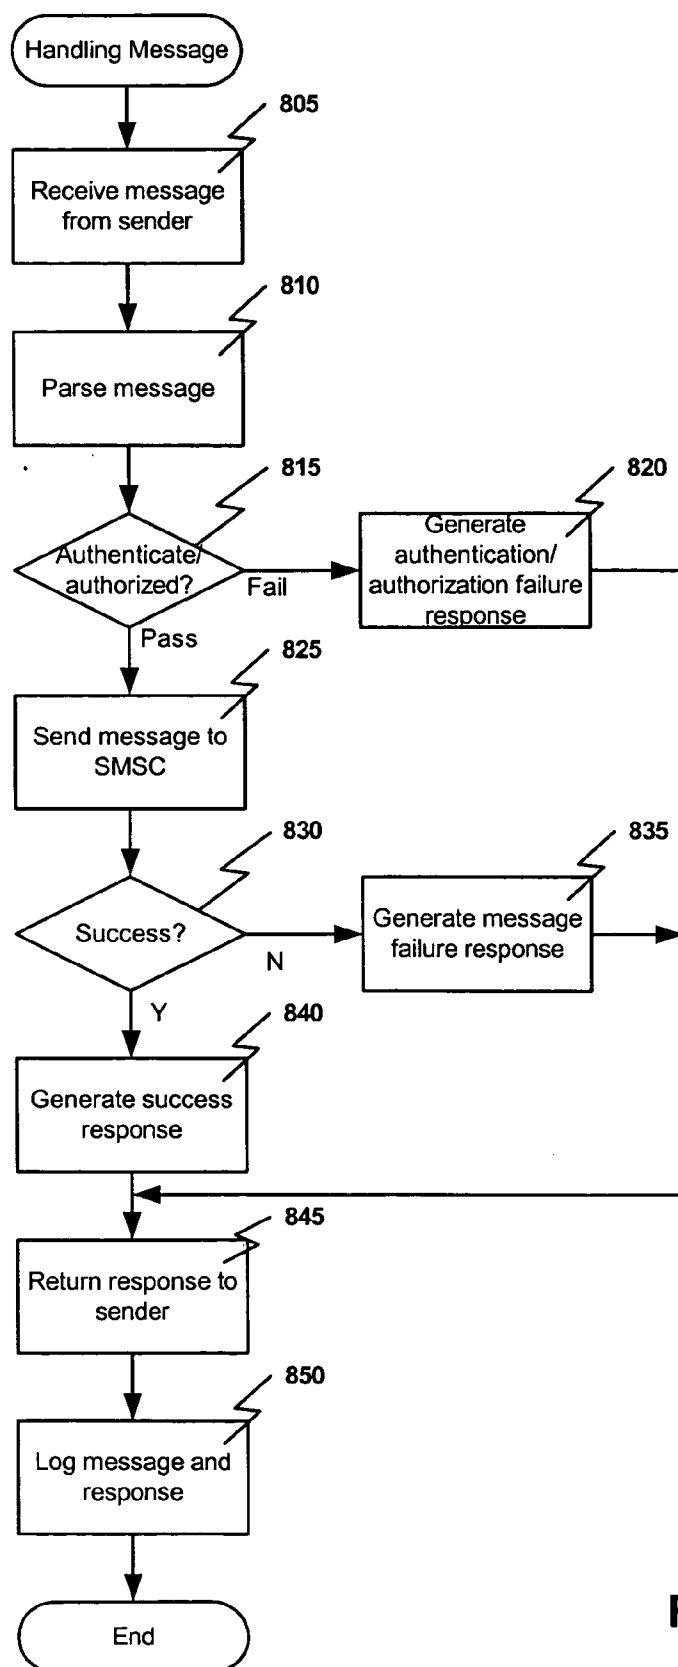 Handling Message
805
Receive message
from sender
810
Parse message
815
Authenticate/
authorized?
Fail
Pass
820
Generate
authentication/
authorization failure
response
825
Send message to
SMSC
830
Success?
N
Y
835
Generate message
failure response
840
Generate success
response
845
Return response to
sender
850
Log message and
response
End